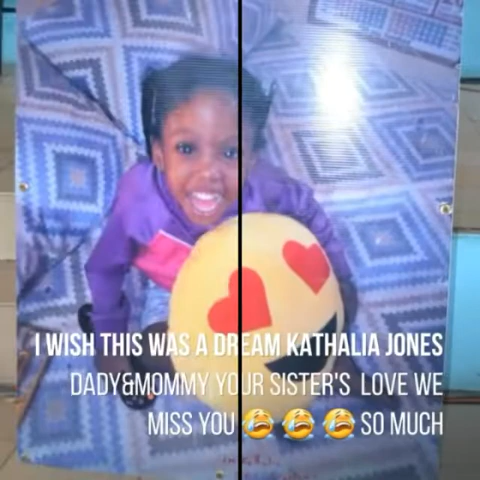 I WISH THIS WAS A DREAM KATHALIA JONES
DADY&MOMMY YOUR SISTER'S LOVE WE
MISS YOU 😭 😭 😭 SO MUCH